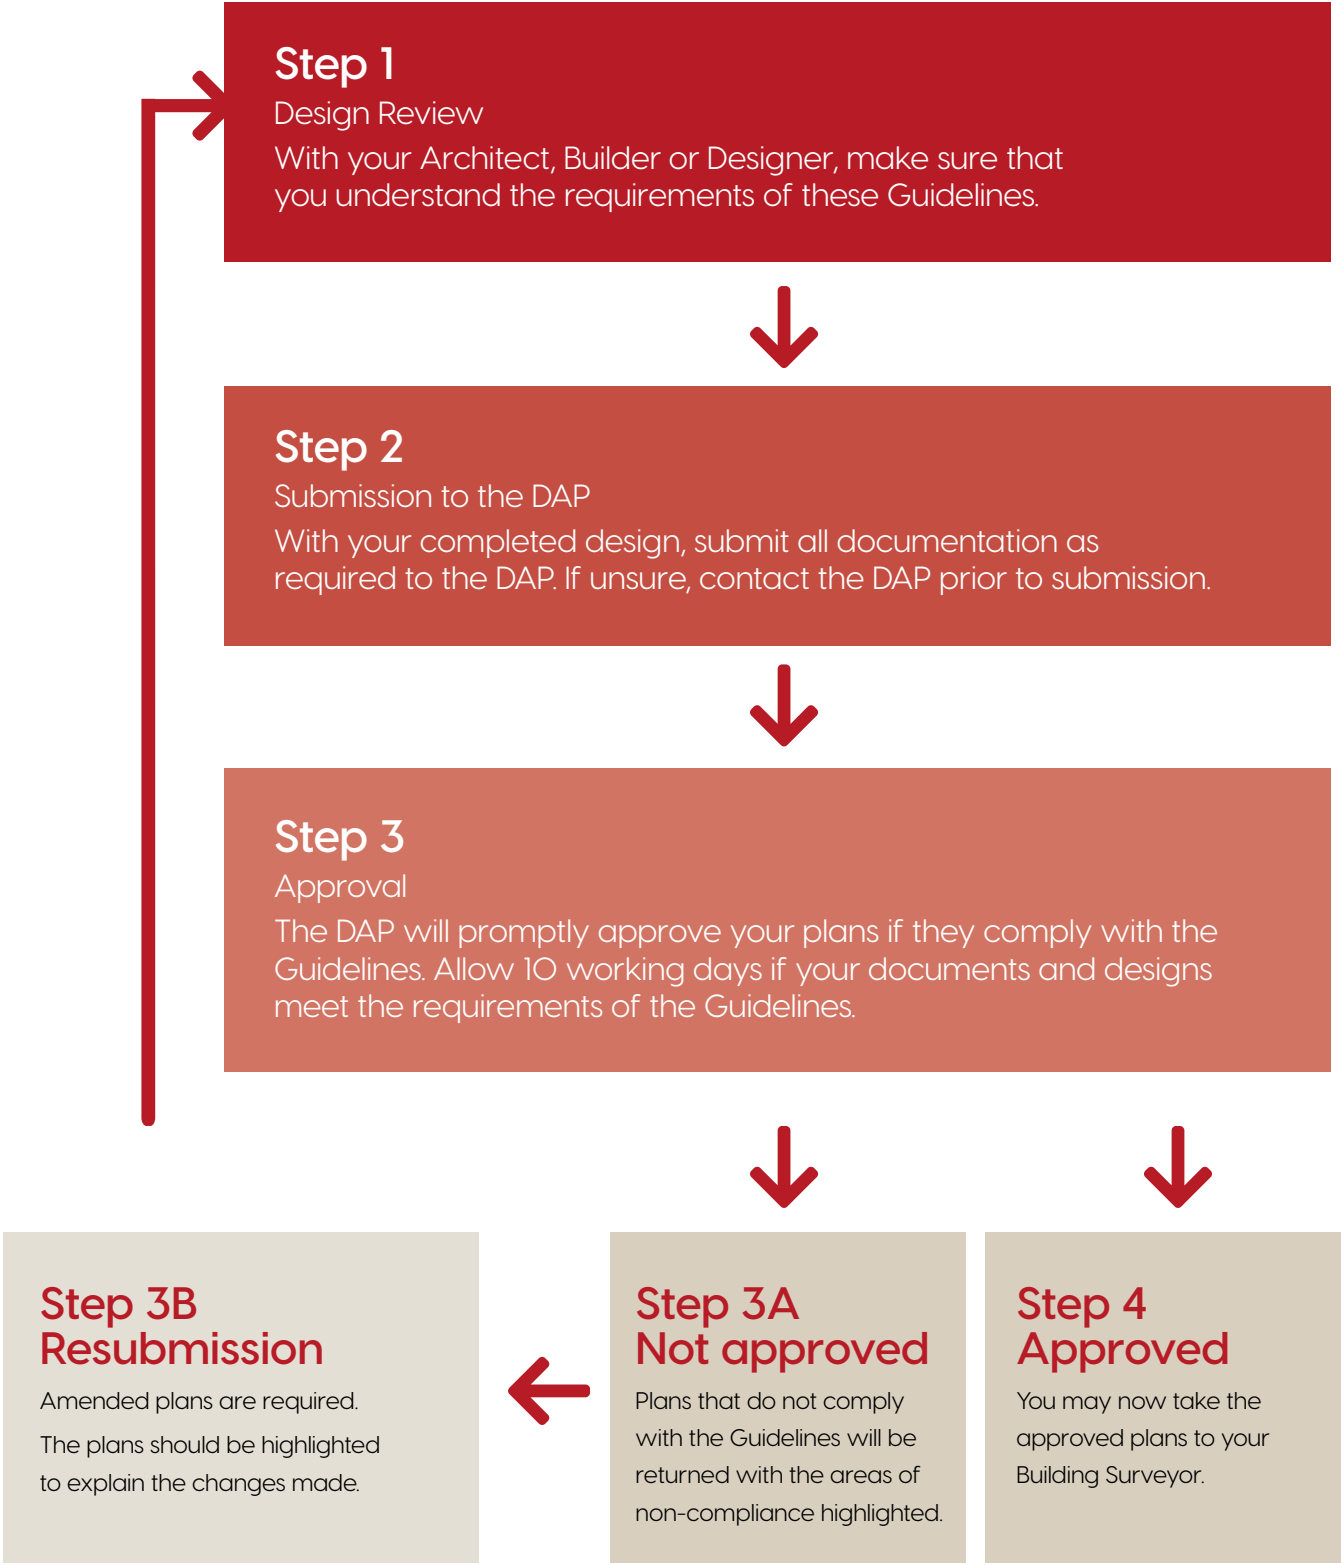 Step 1
Design Review
With your Architect, Builder or Designer, make sure that
you understand the requirements of these Guidelines.
Step 2
Submission to the DAP
With your completed design, submit all documentation as
required to the DAP. If unsure, contact the DAP prior to submission.
Step 3
Approval
The DAP will promptly approve your plans if they comply with the
Guidelines. Allow 10 working days if your documents and designs
meet the requirements of the Guidelines.
Step 3B
Resubmission
Amended plans are required.
The plans should be highlighted
to explain the changes made.
Step 3A
Not approved
Plans that do not comply
with the Guidelines will be
returned with the areas of
non-compliance highlighted.
Step 4
Approved
You may now take the
approved plans to your
Building Surveyor.